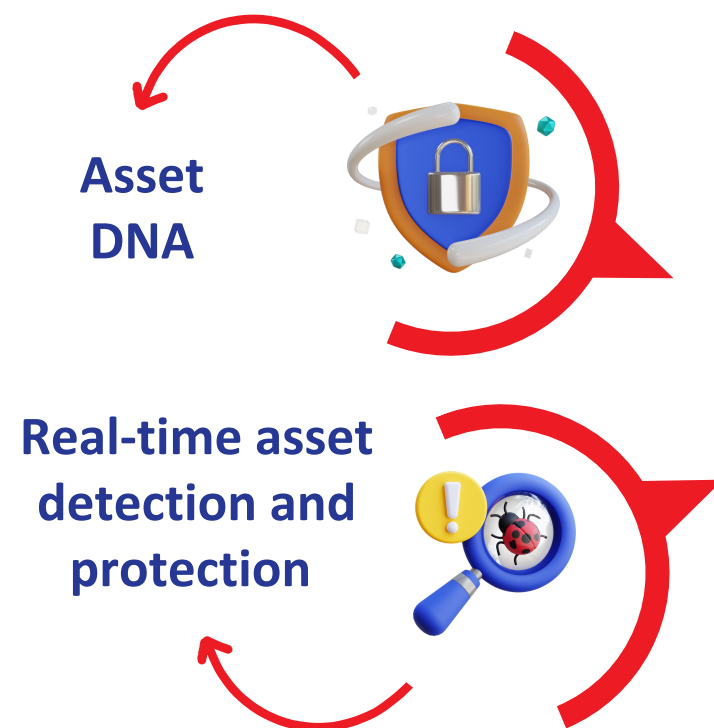 Asset
DNA
Real-time asset
detection and
protection